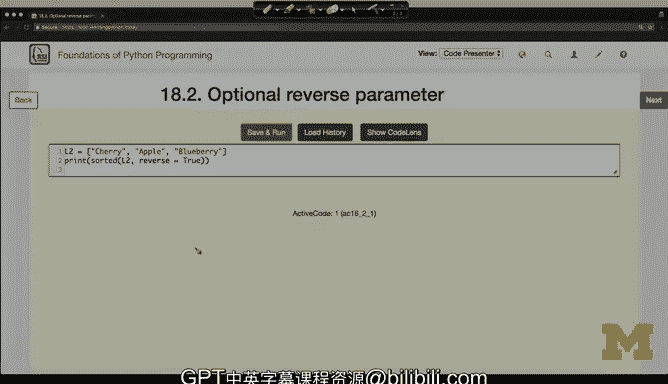 Foundations of Python Programming
View: Code Presenter
Back
18.2. Optional reverse parameter
Next
Save & Run
Load History
Show CodeLens
1 L2 = ["Cherry", "Apple", "Blueberry"]
2 print(sorted(L2, reverse = True))
3
ActiveCode: 1 (ac16_2_1)
M
GPT中英字幕课程资源@bilibili.com